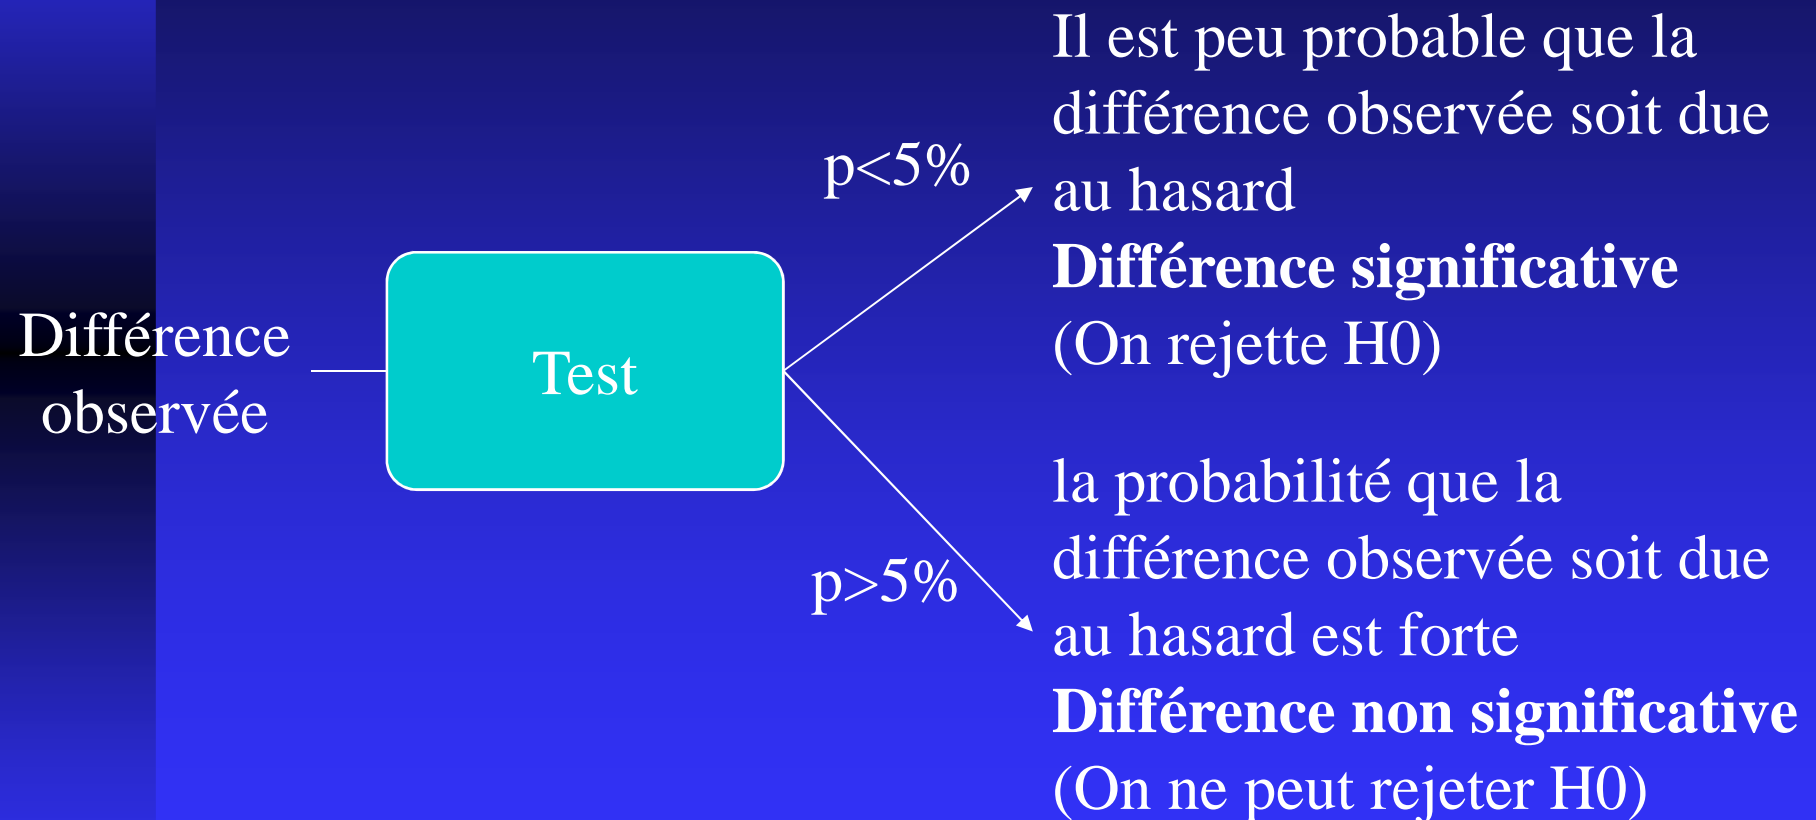 Différence
observée
Test
p<5%
Il est peu probable que la
différence observée soit due
au hasard
Différence significative
(On rejette H0)
p>5%
la probabilité que la
différence observée soit due
au hasard est forte
Différence non significative
(On ne peut rejeter H0)